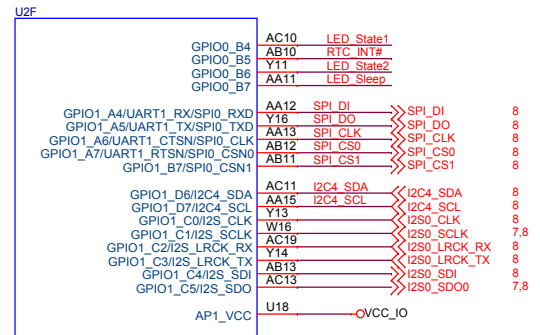 U2F
GPIO0_B4 AC10 LED_State1
GPIO0_B5 AB10 RTC_INT#
GPIO0_B6 Y11 LED_State2
GPIO0_B7 AA11 LED_Sleep
GPIO1_A4/UART1_RX/SPI0_RXD AA12 SPI_DI SPI_DI 8
GPIO1_A5/UART1_TX/SPI0_TXD Y16 SPI_DO SPI_DO 8
GPIO1_A6/UART1_CTSN/SPI0_CLK AA13 SPI_CLK SPI_CLK 8
GPIO1_A7/UART1_RTSN/SPI0_CSN0 AB12 SPI_CS0 SPI_CS0 8
GPIO1_B7/SPI0_CSN1 AB11 SPI_CS1 SPI_CS1 8
GPIO1_D6/I2C4_SDA AC11 I2C4_SDA I2C4_SDA 8
GPIO1_D7/I2C4_SCL AA15 I2C4_SCL I2C4_SCL 8
GPIO1_C0/I2S_CLK Y13 I2S0_CLK 8
GPIO1_C1/I2S_SCLK W16 I2S0_SCLK 7,8
GPIO1_C2/I2S_LRCK_RX AC19 I2S0_LRCK_RX 8
GPIO1_C3/I2S_LRCK_TX Y14 I2S0_LRCK_TX 8
GPIO1_C4/I2S_SDI AB13 I2S0_SDI 8
GPIO1_C5/I2S_SDO AC13 I2S0_SDO0 7,8
AP1_VCC U18 VCC_IO